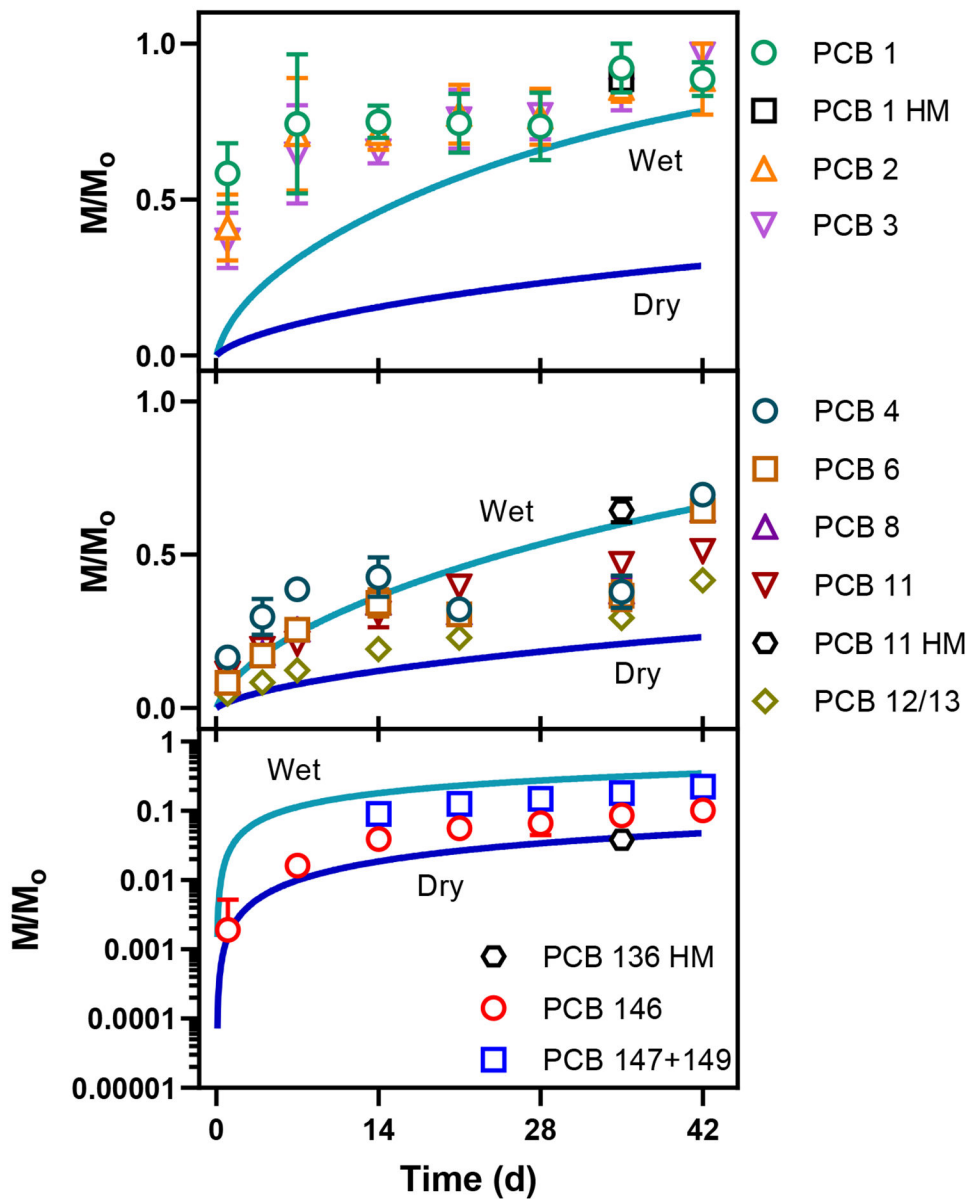 1.0
0.5
0.0
M/Mo
Wet
Dry
PCB 1
PCB 1 HM
PCB 2
PCB 3
1.0
0.5
0.0
M/Mo
Wet
Dry
PCB 4
PCB 6
PCB 8
PCB 11
PCB 11 HM
PCB 12/13
1
0.1
0.01
0.001
0.0001
0.00001
M/Mo
Wet
Dry
PCB 136 HM
PCB 146
PCB 147+149
0 14 28 42
Time (d)